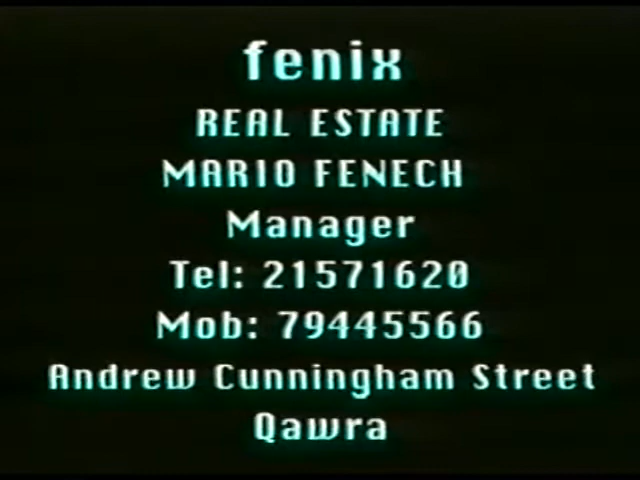 fenix
REAL ESTATE
MARIO FENECH
Manager
Tel: 21571620
Mob: 79445566
Andrew Cunningham Street
Qawra